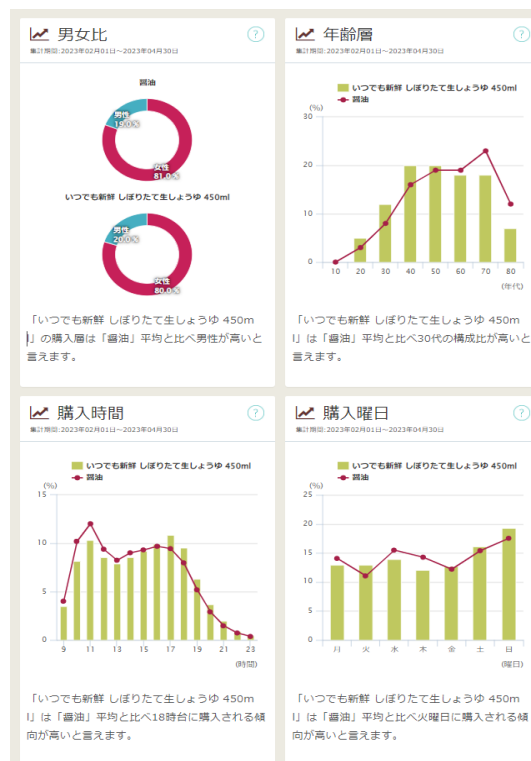 男女比
?
集計期間:2023年02月01日～2023年04月30日
醤油
男性
19.0%
女性
81.0%
いつでも新鮮 しぼりたて生しょうゆ 450ml
男性
20.0%
女性
80.0%
「いつでも新鮮 しぼりたて生しょうゆ 450m
l」の購入層は「醤油」平均と比べ男性が高いと
言えます。
年齢層
?
集計期間:2023年02月01日～2023年04月30日
いつでも新鮮 しぼりたて生しょうゆ 450ml
醤油
(%)
30
20
10
0
10 20 30 40 50 60 70 80
(年代)
「いつでも新鮮 しぼりたて生しょうゆ 450m
l」は「醤油」平均と比べ30代の構成比が高いと
言えます。
購入時間
?
集計期間:2023年02月01日～2023年04月30日
いつでも新鮮 しぼりたて生しょうゆ 450ml
醤油
(%)
15
10
5
0
9 11 13 15 17 19 21 23
(時間)
「いつでも新鮮 しぼりたて生しょうゆ 450m
l」は「醤油」平均と比べ18時台に購入される傾
向が高いと言えます。
購入曜日
?
集計期間:2023年02月01日～2023年04月30日
いつでも新鮮 しぼりたて生しょうゆ 450ml
醤油
(%)
25
20
15
10
5
0
月 火 水 木 金 土 日
(曜日)
「いつでも新鮮 しぼりたて生しょうゆ 450m
l」は「醤油」平均と比べ火曜日に購入される傾
向が高いと言えます。